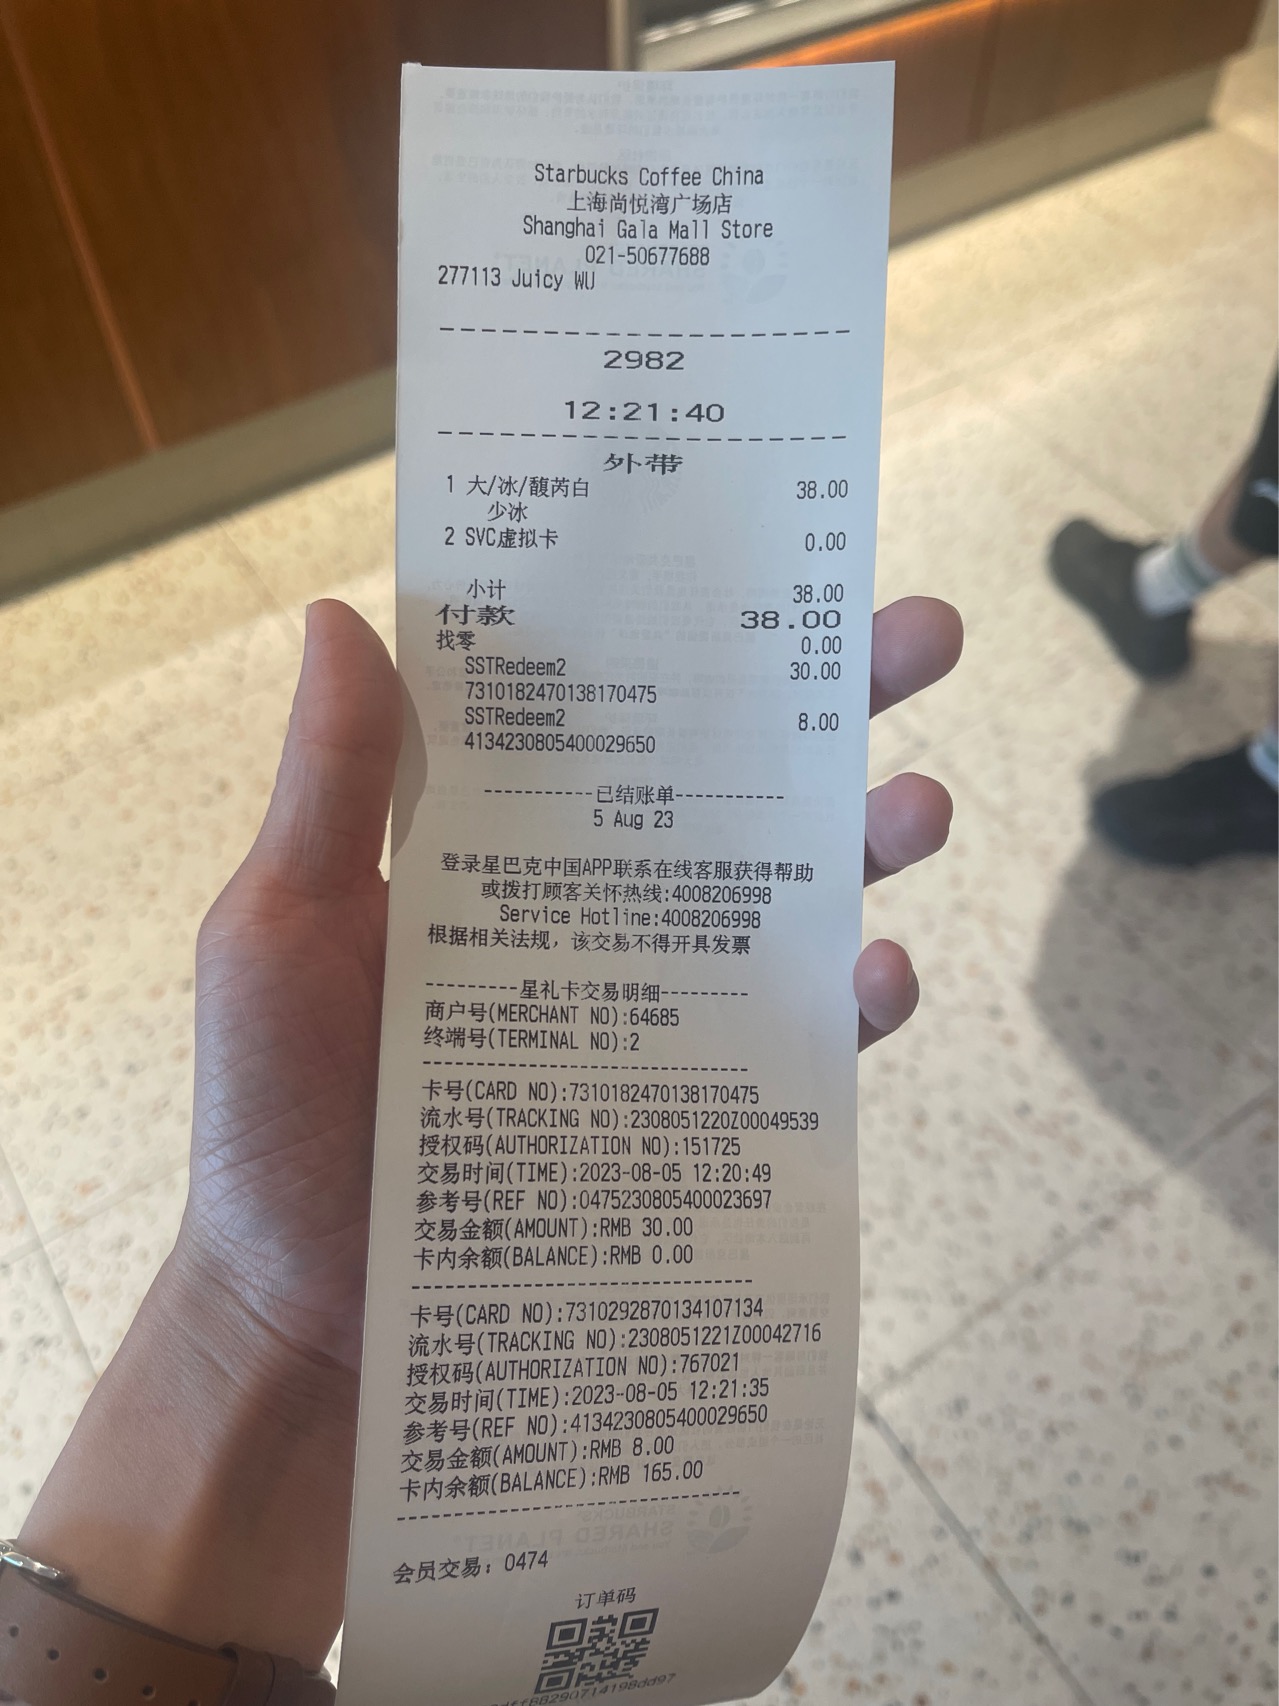 Starbucks Coffee China
上海尚悦湾广场店
Shanghai Gala Mall Store
021-50677688
277113 Juicy WU
--------------------
2982
12:21:40
--------------------
外带
1 大/冰/馥芮白 38.00
少冰
2 SVC虚拟卡 0.00
小计 38.00
付款 38.00
找零 0.00
SSTRedeem2 30.00
7310182470138170475
SSTRedeem2 8.00
4134230805400029650
-----------已结账单-----------
5 Aug 23
登录星巴克中国APP联系在线客服获得帮助
或拨打顾客关怀热线:4008206998
Service Hotline:4008206998
根据相关法规，该交易不得开具发票
---------星礼卡交易明细---------
商户号(MERCHANT NO):64685
终端号(TERMINAL NO):2
--------------------------------
卡号(CARD NO):7310182470138170475
流水号(TRACKING NO):2308051220Z00049539
授权码(AUTHORIZATION NO):151725
交易时间(TIME):2023-08-05 12:20:49
参考号(REF NO):0475230805400023697
交易金额(AMOUNT):RMB 30.00
卡内余额(BALANCE):RMB 0.00
--------------------------------
卡号(CARD NO):7310292870134107134
流水号(TRACKING NO):2308051221Z00042716
授权码(AUTHORIZATION NO):767021
交易时间(TIME):2023-08-05 12:21:35
参考号(REF NO):4134230805400029650
交易金额(AMOUNT):RMB 8.00
卡内余额(BALANCE):RMB 165.00
--------------------------------
会员交易：0474
订单码